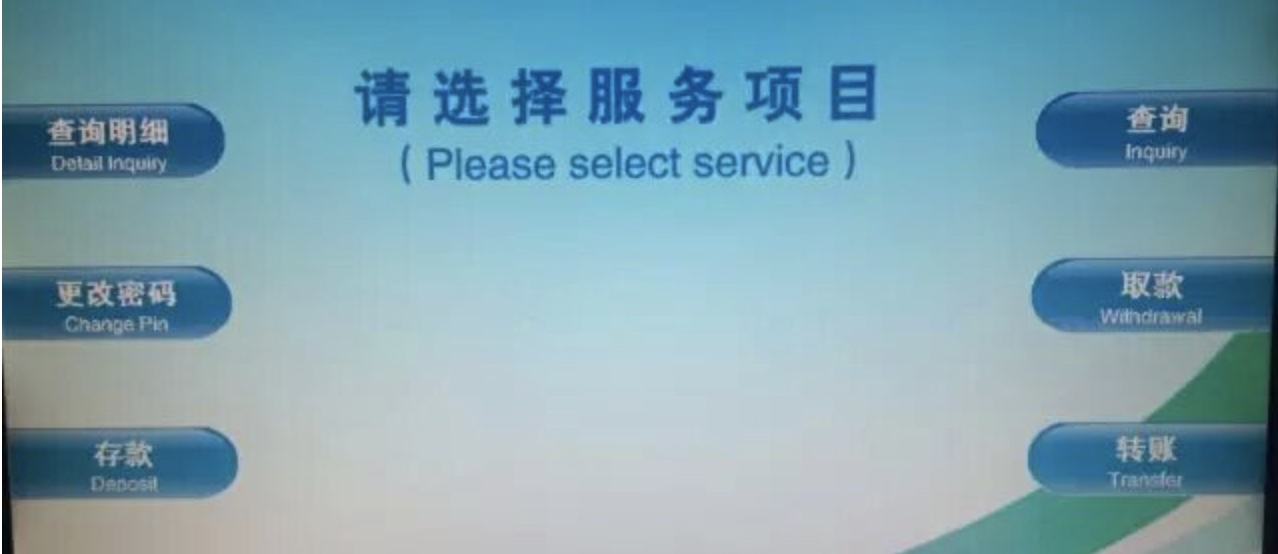 请选择服务项目
( Please select service )
查询明细
Detail Inquiry
更改密码
Change Pin
存款
Deposit
查询
Inquiry
取款
Withdrawal
转账
Transfer